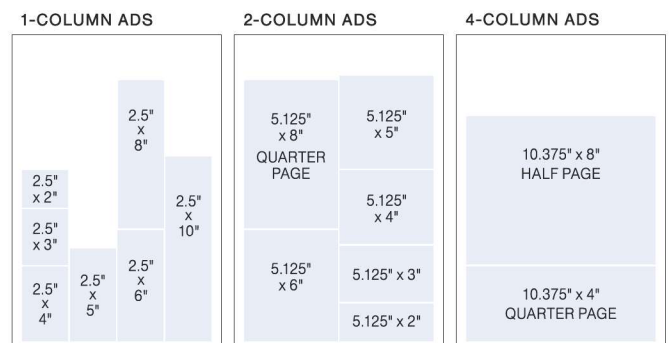 1-COLUMN ADS
2.5"
x 2"
2.5"
x 3"
2.5"
x
4"
2.5"
x
5"
2.5"
x
8"
2.5"
x
6"
2.5"
x
10"
2-COLUMN ADS
5.125"
x 8"
QUARTER
PAGE
5.125"
x 6"
5.125"
x 5"
5.125"
x 4"
5.125" x 3"
5.125" x 2"
4-COLUMN ADS
10.375" x 8"
HALF PAGE
10.375" x 4"
QUARTER PAGE